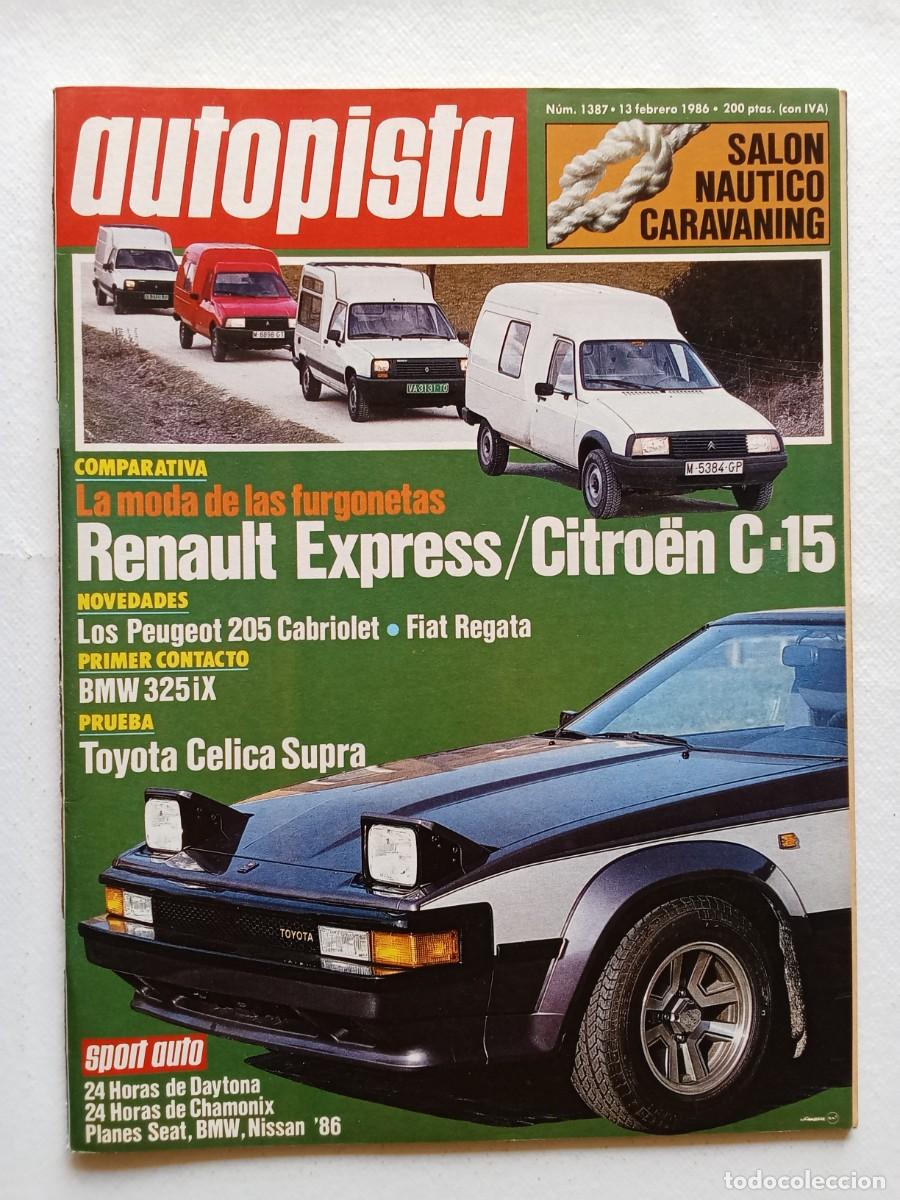 autopista
Núm. 1387 • 13 febrero 1986 • 200 ptas. (con IVA)
SALON
NAUTICO
CARAVANING
M-6898-GT
VA-3131-TO
M-5384-GP
COMPARATIVA
La moda de las furgonetas
Renault Express/Citroën C-15
NOVEDADES
Los Peugeot 205 Cabriolet • Fiat Regata
PRIMER CONTACTO
BMW 325iX
PRUEBA
Toyota Celica Supra
TOYOTA
sport auto
24 Horas de Daytona
24 Horas de Chamonix
Planes Seat, BMW, Nissan '86
todocoleccion